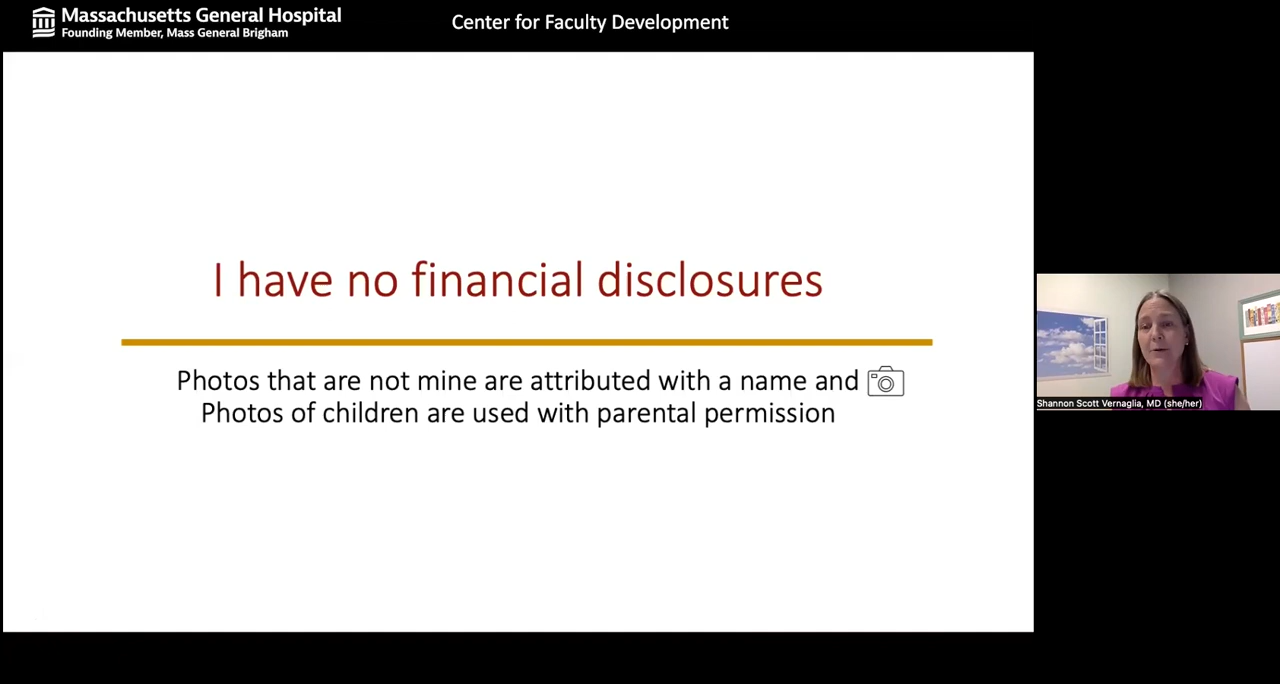 Massachusetts General Hospital
Founding Member, Mass General Brigham
Center for Faculty Development
I have no financial disclosures
Photos that are not mine are attributed with a name and
Photos of children are used with parental permission
Shannon Scott Vernaglia, MD (she/her)